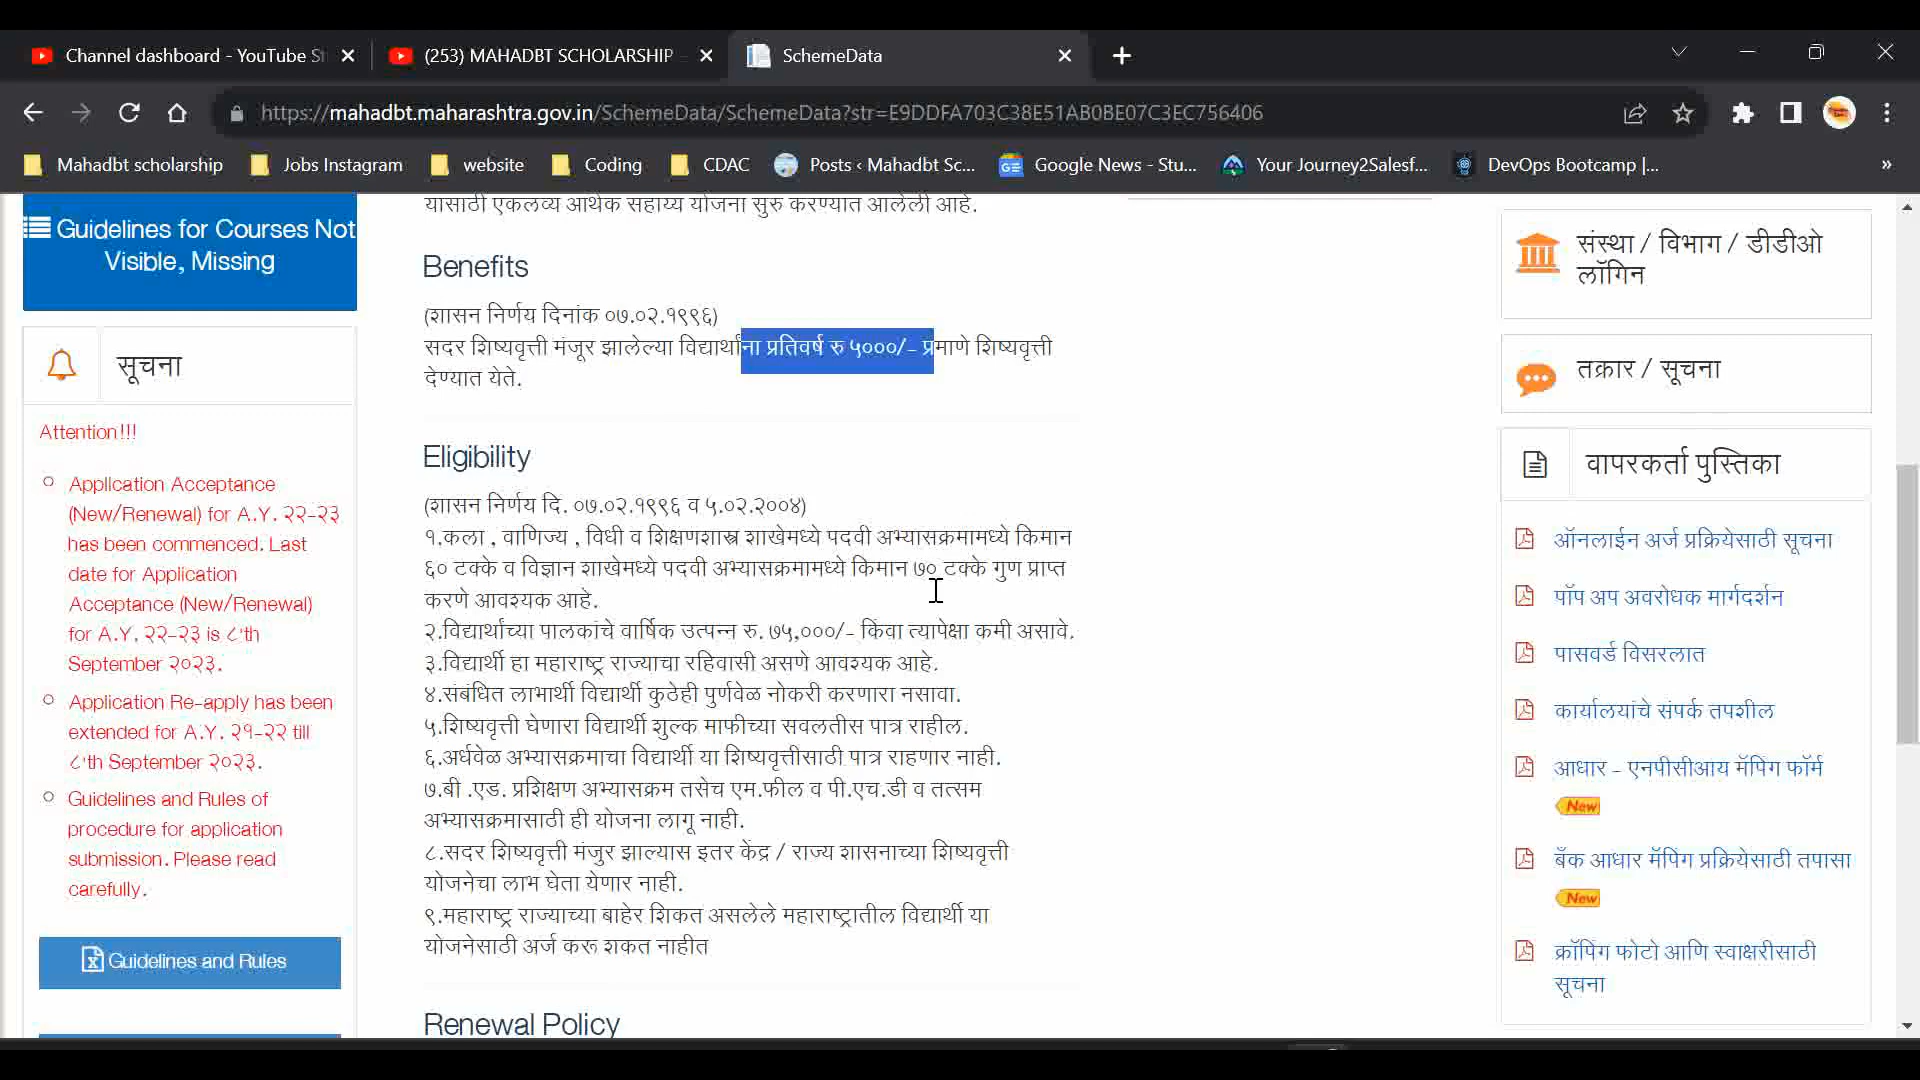 Channel dashboard - YouTube St
(253) MAHADBT SCHOLARSHIP -
SchemeData
https://mahadbt.maharashtra.gov.in/SchemeData/SchemeData?str=E9DDFA703C38E51AB0BE07C3EC756406
Mahadbt scholarship
Jobs Instagram
website
Coding
CDAC
Posts ‹ Mahadbt Sc...
Google News - Stu...
Your Journey2Salesf...
DevOps Bootcamp |...
»
Guidelines for Courses Not
Visible, Missing
सूचना
Attention!!!
Application Acceptance
(New/Renewal) for A.Y. २२-२३
has been commenced. Last
date for Application
Acceptance (New/Renewal)
for A.Y. २२-२३ is ८'th
September २०२३.
Application Re-apply has been
extended for A.Y. २१-२२ till
८'th September २०२३.
Guidelines and Rules of
procedure for application
submission. Please read
carefully.
Guidelines and Rules
यासाठी एकलव्य आर्थिक सहाय्य योजना सुरु करण्यात आलेली आहे.
Benefits
(शासन निर्णय दिनांक ०७.०२.१९९६)
सदर शिष्यवृत्ती मंजूर झालेल्या विद्यार्थांना प्रतिवर्ष रु ५०००/- प्रमाणे शिष्यवृत्ती
देण्यात येते.
Eligibility
(शासन निर्णय दि. ०७.०२.१९९६ व ५.०२.२००४)
१.कला , वाणिज्य , विधी व शिक्षणशास्त्र शाखेमध्ये पदवी अभ्यासक्रमामध्ये किमान
६० टक्के व विज्ञान शाखेमध्ये पदवी अभ्यासक्रमामध्ये किमान ७० टक्के गुण प्राप्त
करणे आवश्यक आहे.
२.विद्यार्थांच्या पालकांचे वार्षिक उत्पन्न रु. ७५,०००/- किंवा त्यापेक्षा कमी असावे.
३.विद्यार्थी हा महाराष्ट्र राज्याचा रहिवासी असणे आवश्यक आहे.
४.संबंधित लाभार्थी विद्यार्थी कुठेही पुर्णवेळ नोकरी करणारा नसावा.
५.शिष्यवृत्ती घेणारा विद्यार्थी शुल्क माफीच्या सवलतीस पात्र राहील.
६.अर्धवेळ अभ्यासक्रमाचा विद्यार्थी या शिष्यवृत्तीसाठी पात्र राहणार नाही.
७.बी .एड. प्रशिक्षण अभ्यासक्रम तसेच एम.फील व पी.एच.डी व तत्सम
अभ्यासक्रमासाठी ही योजना लागू नाही.
८.सदर शिष्यवृत्ती मंजुर झाल्यास इतर केंद्र / राज्य शासनाच्या शिष्यवृत्ती
योजनेचा लाभ घेता येणार नाही.
९.महाराष्ट्र राज्याच्या बाहेर शिकत असलेले महाराष्ट्रातील विद्यार्थी या
योजनेसाठी अर्ज करू शकत नाहीत
Renewal Policy
संस्था / विभाग / डीडीओ
लॉगिन
तक्रार / सूचना
वापरकर्ता पुस्तिका
ऑनलाईन अर्ज प्रक्रियेसाठी सूचना
पॉप अप अवरोधक मार्गदर्शन
पासवर्ड विसरलात
कार्यालयांचे संपर्क तपशील
आधार – एनपीसीआय मॅपिंग फॉर्म
New
बँक आधार मॅपिंग प्रक्रियेसाठी तपासा
New
क्रॉपिंग फोटो आणि स्वाक्षरीसाठी
सूचना